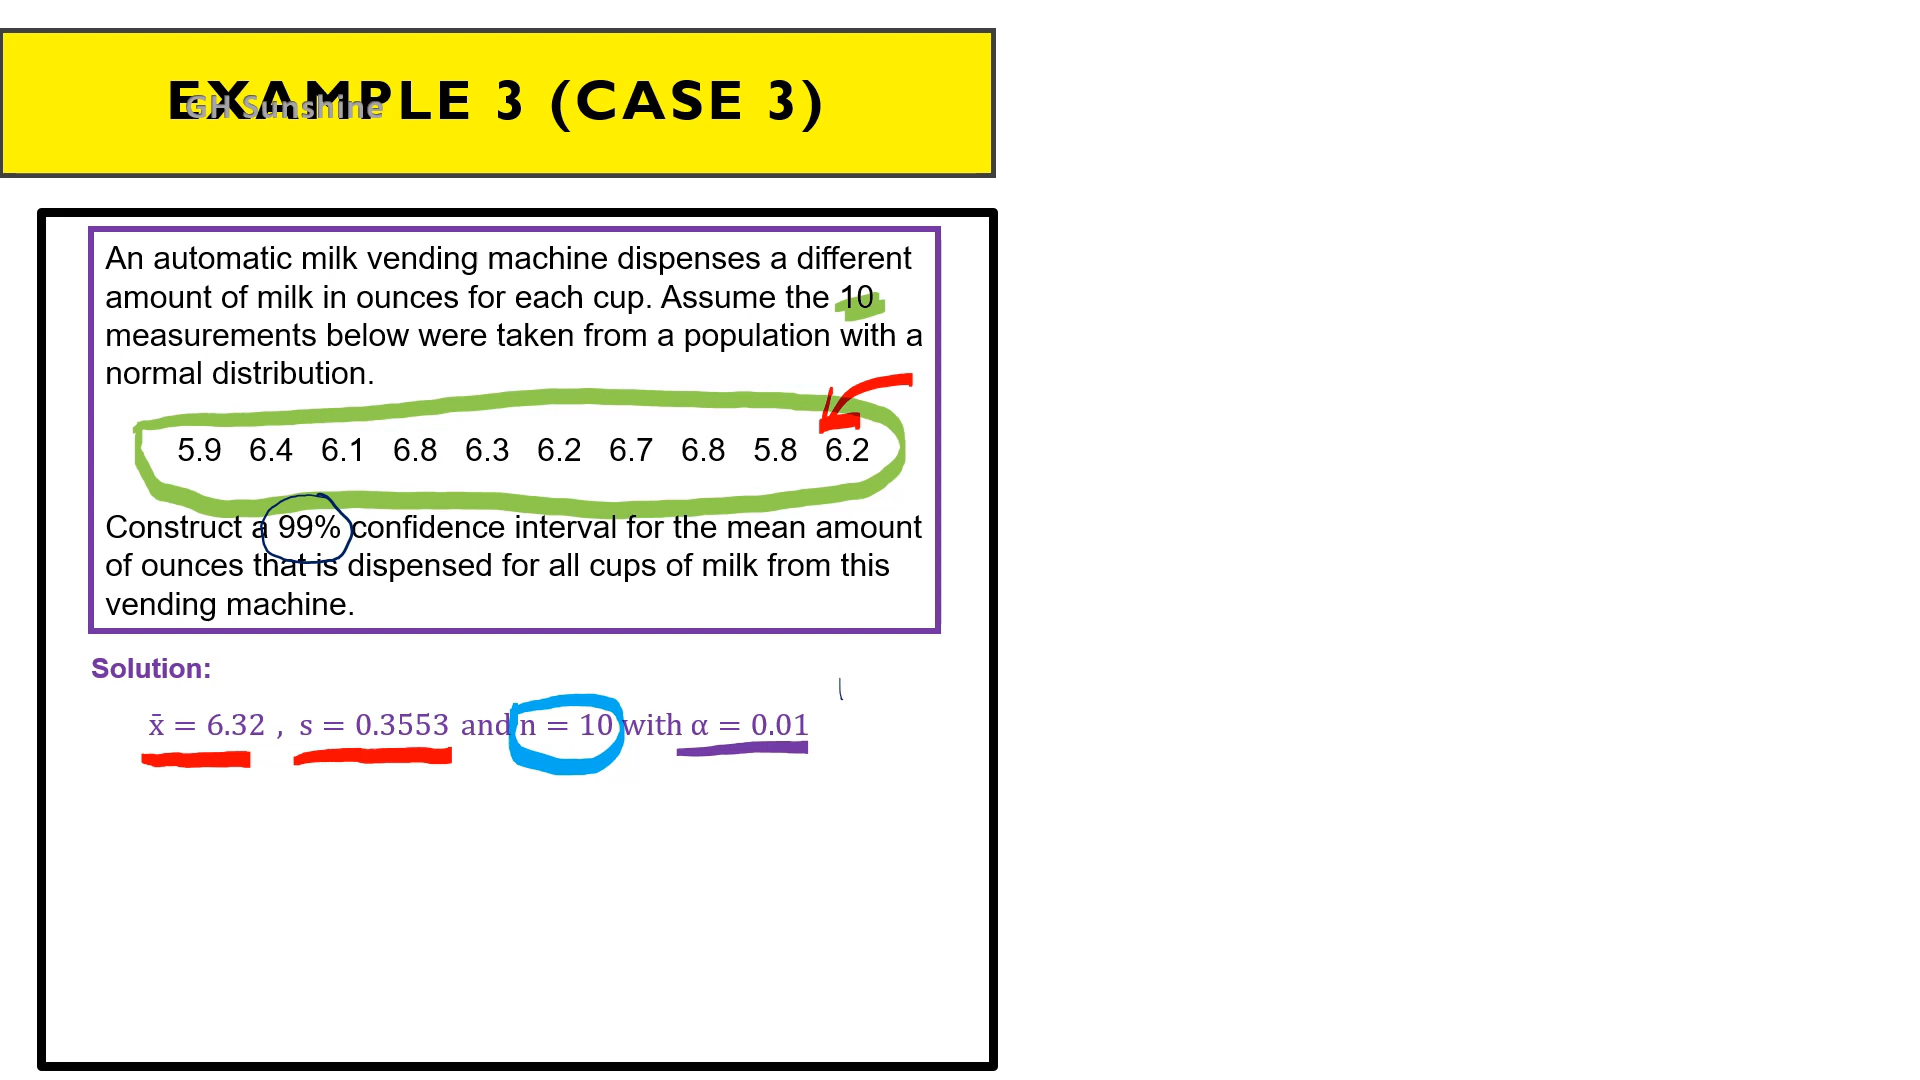 EXAMPLE 3 (CASE 3)
GH Sunshine
An automatic milk vending machine dispenses a different
amount of milk in ounces for each cup. Assume the 10
measurements below were taken from a population with a
normal distribution.
5.9 6.4 6.1 6.8 6.3 6.2 6.7 6.8 5.8 6.2
Construct a 99% confidence interval for the mean amount
of ounces that is dispensed for all cups of milk from this
vending machine.
Solution:
x̄ = 6.32 , s = 0.3553 and n = 10 with α = 0.01